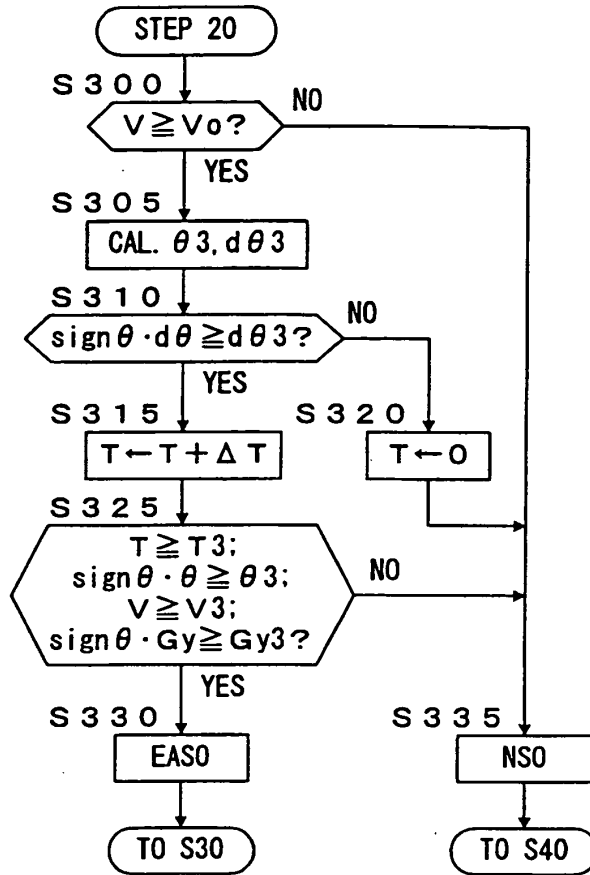 STEP 20
S300
V≧Vo?
NO
YES
S305
CAL. θ3, dθ3
S310
signθ·dθ≧dθ3?
NO
YES
S315
T←T+ΔT
S320
T←0
S325
T≧T3;
signθ·θ≧θ3;
V≧V3;
signθ·Gy≧Gy3?
NO
YES
S330
EASO
S335
NSO
TO S30
TO S40